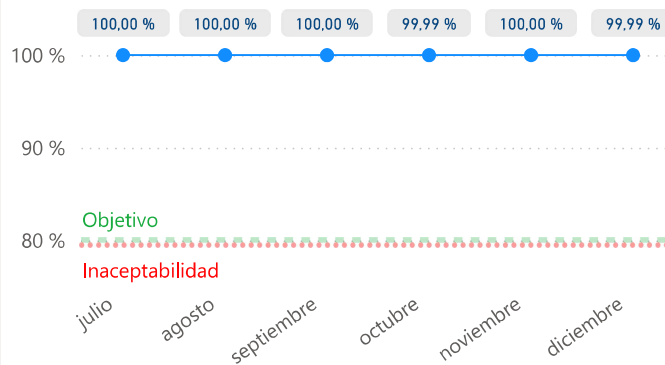 100,00 % 100,00 % 100,00 % 99,99 % 100,00 % 99,99 %
100 %
90 %
Objetivo
80 %
Inaceptabilidad
julio agosto septiembre octubre noviembre diciembre